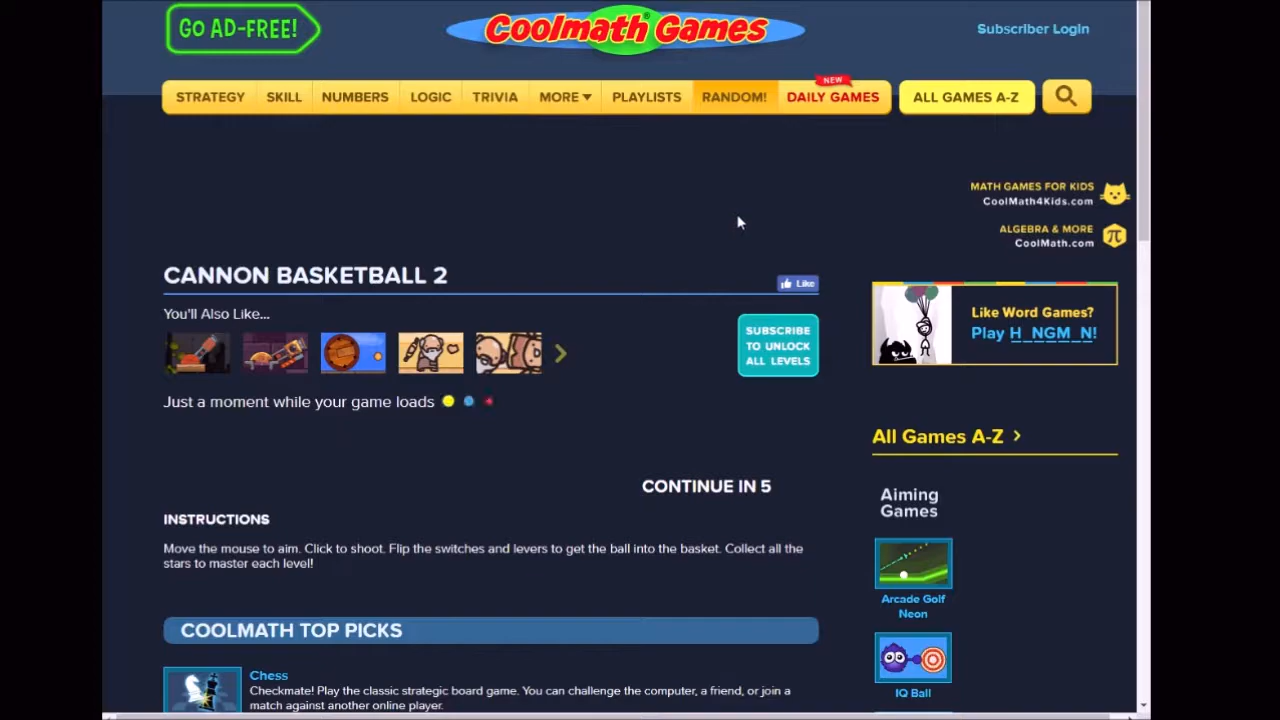 GO AD-FREE!
Coolmath Games
Subscriber Login
NEW
STRATEGY SKILL NUMBERS LOGIC TRIVIA MORE PLAYLISTS RANDOM! DAILY GAMES ALL GAMES A-Z
MATH GAMES FOR KIDS
CoolMath4Kids.com
ALGEBRA & MORE
CoolMath.com
CANNON BASKETBALL 2
Like
You'll Also Like...
SUBSCRIBE
TO UNLOCK
ALL LEVELS
Like Word Games?
Play H_NGM_N!
Just a moment while your game loads
All Games A-Z
CONTINUE IN 5
Aiming
Games
INSTRUCTIONS
Move the mouse to aim. Click to shoot. Flip the switches and levers to get the ball into the basket. Collect all the
stars to master each level!
Arcade Golf
Neon
COOLMATH TOP PICKS
Chess
Checkmate! Play the classic strategic board game. You can challenge the computer, a friend, or join a
match against another online player.
IQ Ball